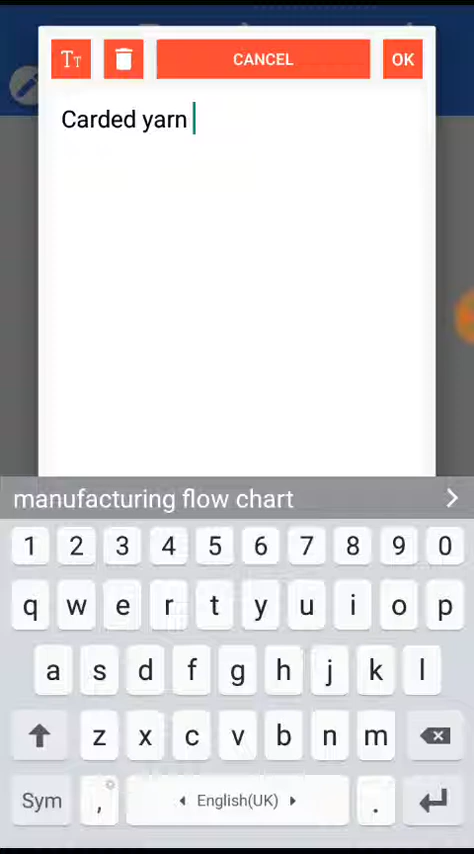 TT
CANCEL
OK
Carded yarn
manufacturing flow chart
1 2 3 4 5 6 7 8 9 0
q w e r t y u i o p
a s d f g h j k l
z x c v b n m
Sym , English(UK) .